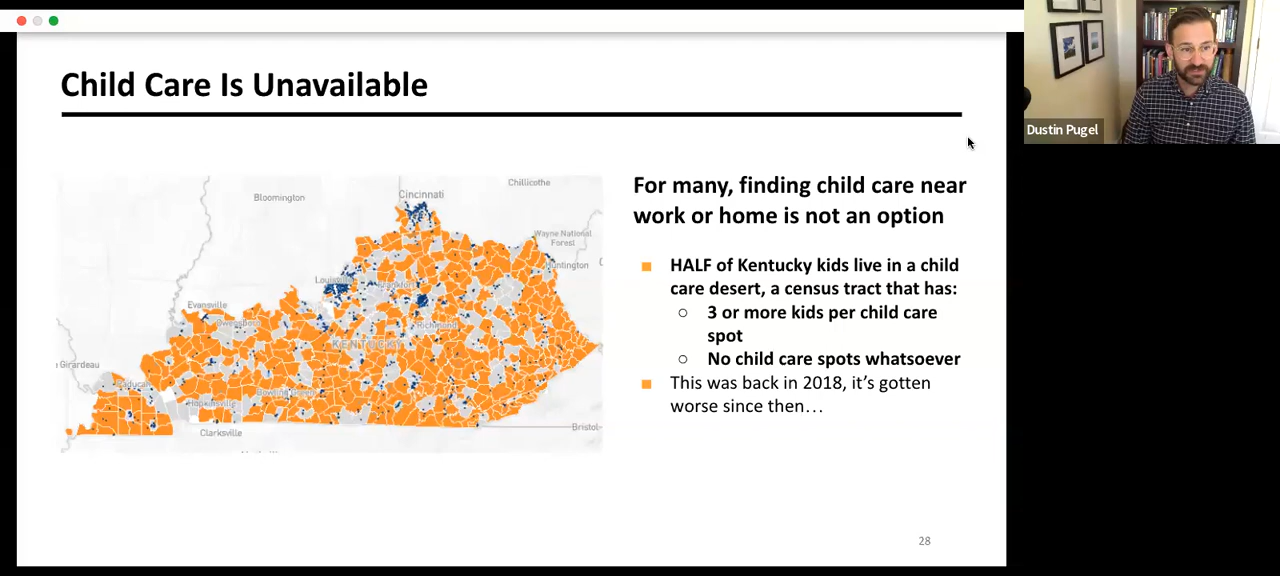 Child Care Is Unavailable
Dustin Pugel
For many, finding child care near
work or home is not an option
HALF of Kentucky kids live in a child
care desert, a census tract that has:
3 or more kids per child care
spot
No child care spots whatsoever
This was back in 2018, it's gotten
worse since then…
Bloomington
Chillicothe
Cincinnati
Wayne National
Forest
Huntington
Louisville
Frankfort
Evansville
Owensboro
Richmond
KENTUCKY
Girardeau
Paducah
Bowling Green
Hopkinsville
Clarksville
Bristol
28